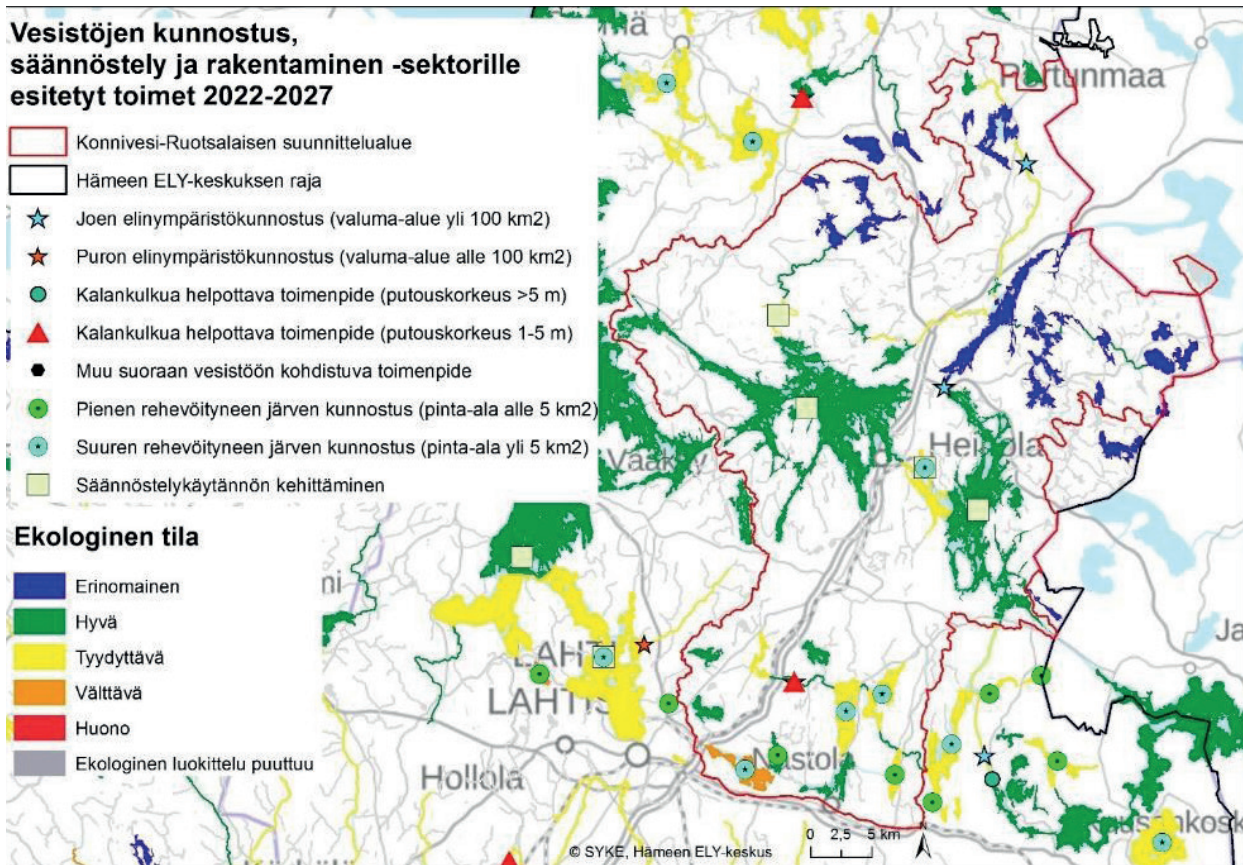 Vesistöjen kunnostus,
säännöstely ja rakentaminen -sektorille
esitetyt toimet 2022-2027
Konnivesi-Ruotsalaisen suunnittelualue
Hämeen ELY-keskuksen raja
Joen elinympäristökunnostus (valuma-alue yli 100 km2)
Puron elinympäristökunnostus (valuma-alue alle 100 km2)
Kalankulkua helpottava toimenpide (putouskorkeus >5 m)
Kalankulkua helpottava toimenpide (putouskorkeus 1-5 m)
Muu suoraan vesistöön kohdistuva toimenpide
Pienen rehevöityneen järven kunnostus (pinta-ala alle 5 km2)
Suuren rehevöityneen järven kunnostus (pinta-ala yli 5 km2)
Säännöstelykäytännön kehittäminen
Ekologinen tila
Erinomainen
Hyvä
Tyydyttävä
Välttävä
Huono
Ekologinen luokittelu puuttuu
Heinola
LAHTI
LAHTIS
Hollola
Nastola
Ja
0 2,5 5 km
© SYKE, Hämeen ELY-keskus